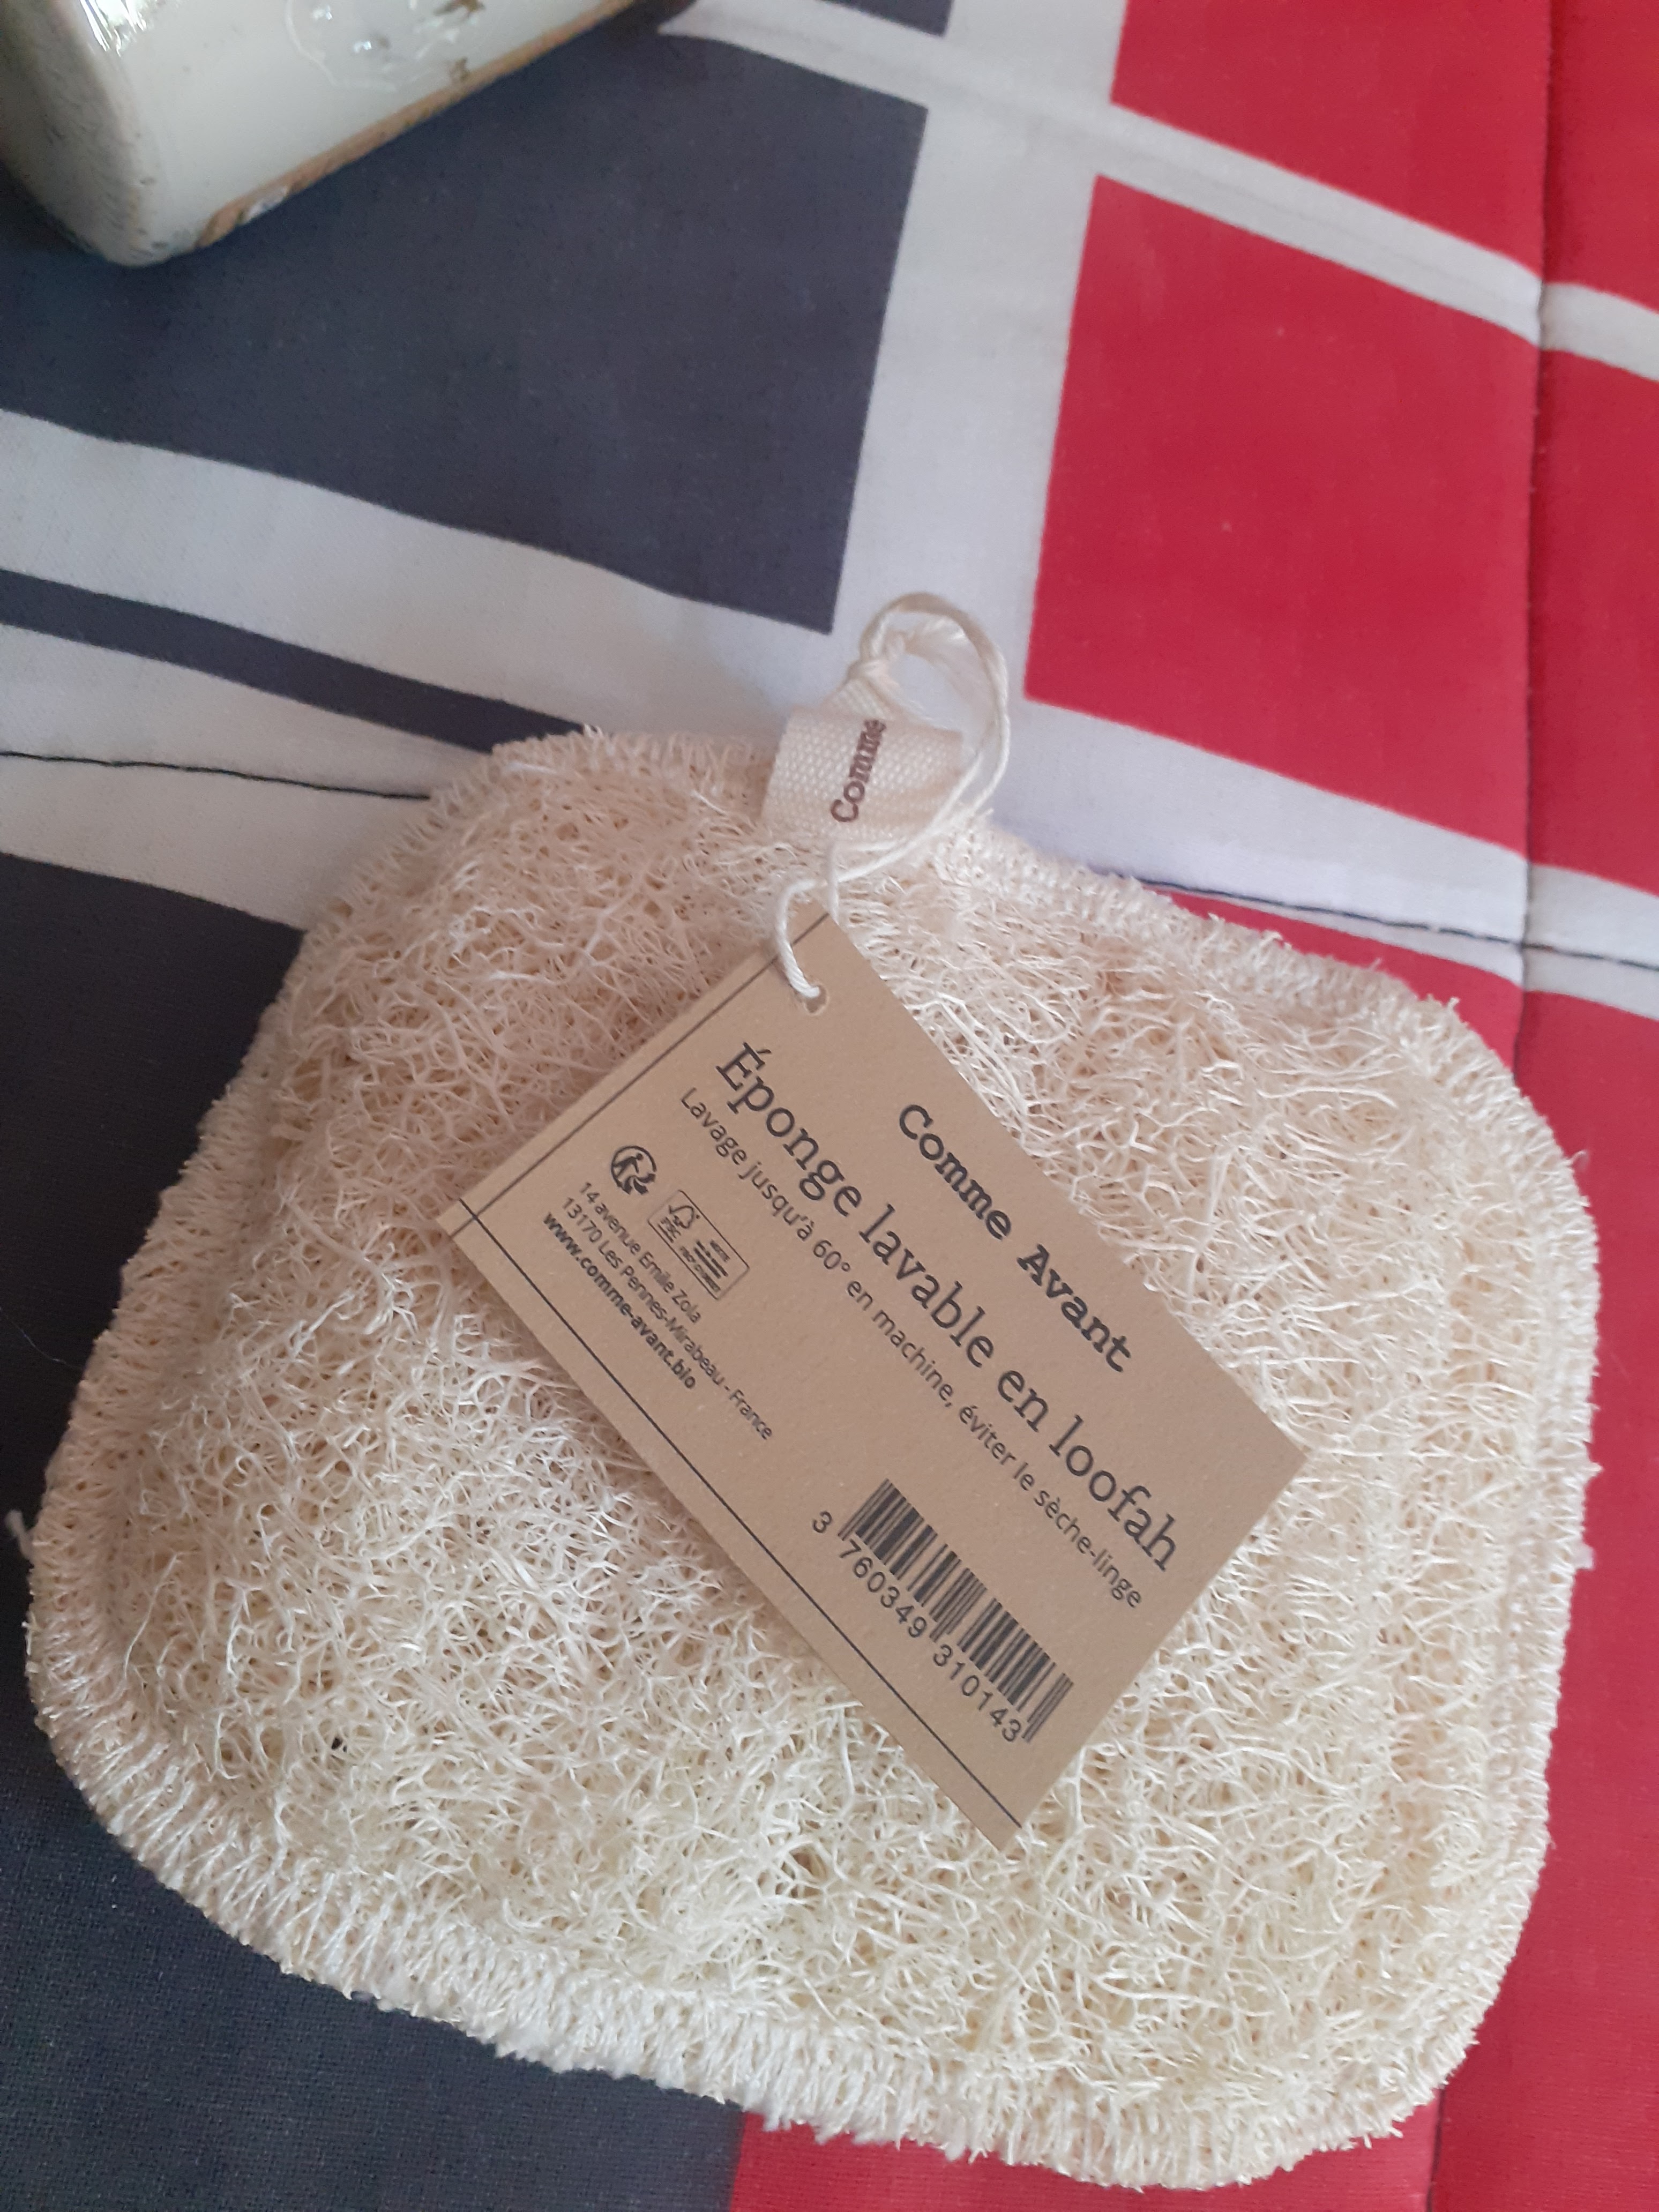 Comme
Comme Avant
Éponge lavable en loofah
Lavage jusqu'à 60° en machine, éviter le sèche-linge
FSC
14 avenue Emile Zola
13170 Les Pennes-Mirabeau - France
www.comme-avant.bio
3 760349 310143